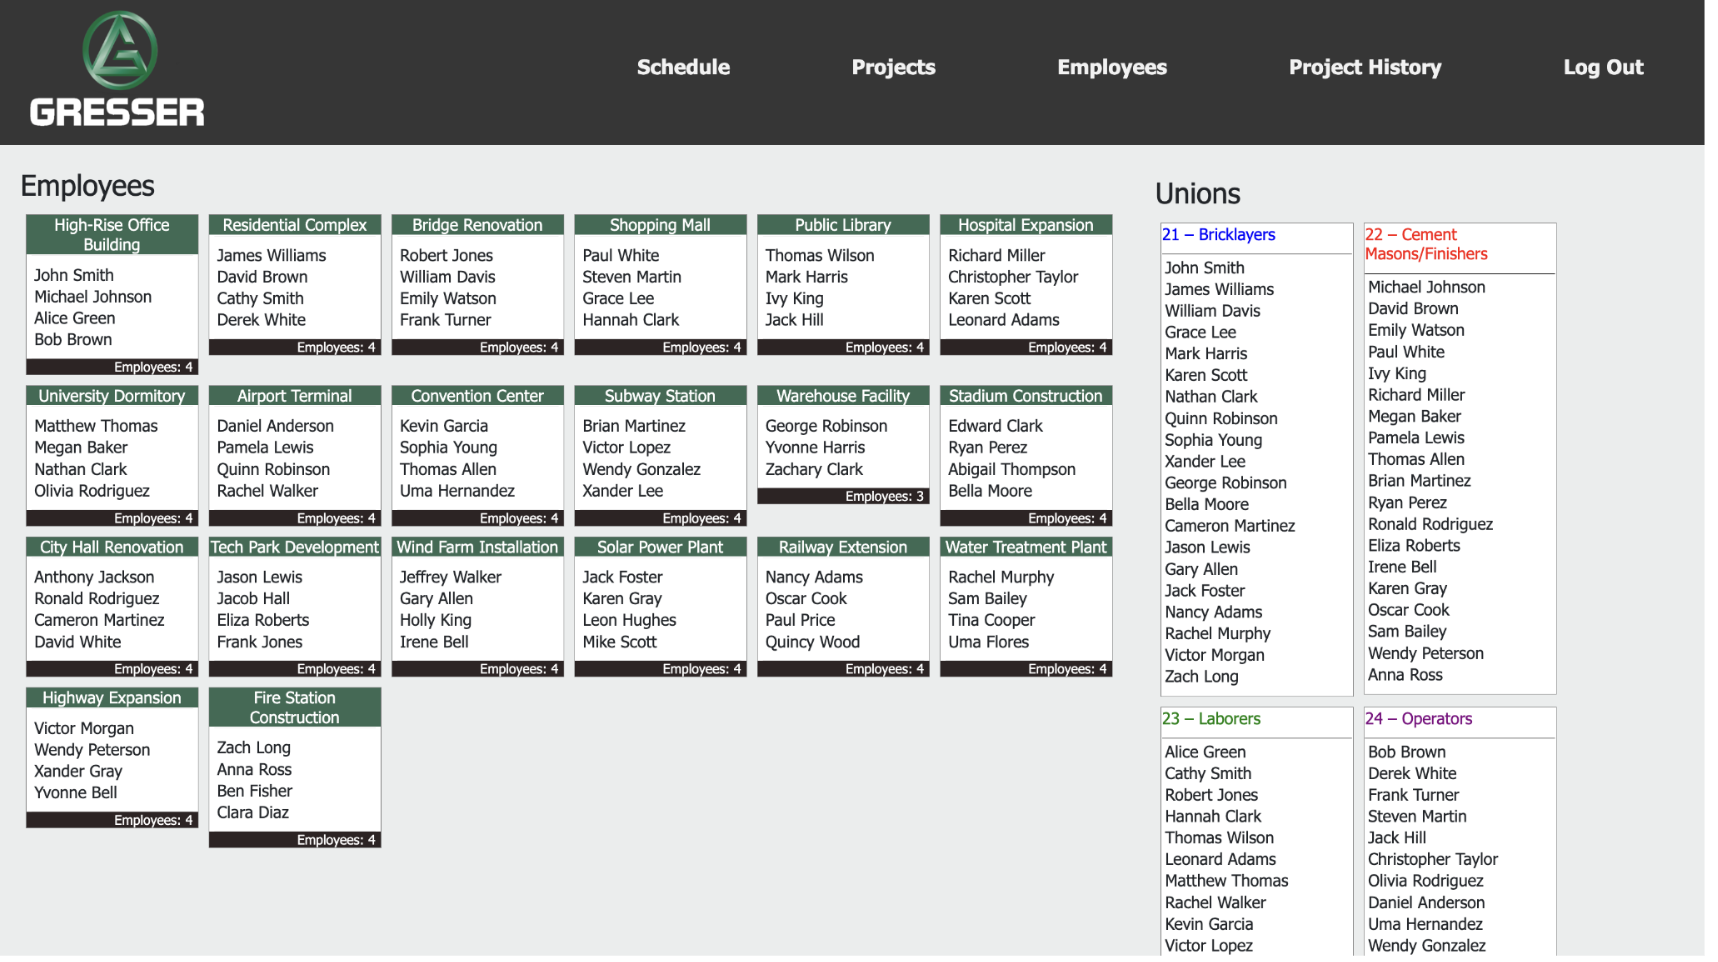 GRESSER
Schedule
Projects
Employees
Project History
Log Out
Employees
High-Rise Office
Building
John Smith
Michael Johnson
Alice Green
Bob Brown
Employees: 4
Residential Complex
James Williams
David Brown
Cathy Smith
Derek White
Employees: 4
Bridge Renovation
Robert Jones
William Davis
Emily Watson
Frank Turner
Employees: 4
Shopping Mall
Paul White
Steven Martin
Grace Lee
Hannah Clark
Employees: 4
Public Library
Thomas Wilson
Mark Harris
Ivy King
Jack Hill
Employees: 4
Hospital Expansion
Richard Miller
Christopher Taylor
Karen Scott
Leonard Adams
Employees: 4
University Dormitory
Matthew Thomas
Megan Baker
Nathan Clark
Olivia Rodriguez
Employees: 4
Airport Terminal
Daniel Anderson
Pamela Lewis
Quinn Robinson
Rachel Walker
Employees: 4
Convention Center
Kevin Garcia
Sophia Young
Thomas Allen
Uma Hernandez
Employees: 4
Subway Station
Brian Martinez
Victor Lopez
Wendy Gonzalez
Xander Lee
Employees: 4
Warehouse Facility
George Robinson
Yvonne Harris
Zachary Clark
Employees: 3
Stadium Construction
Edward Clark
Ryan Perez
Abigail Thompson
Bella Moore
Employees: 4
City Hall Renovation
Anthony Jackson
Ronald Rodriguez
Cameron Martinez
David White
Employees: 4
Tech Park Development
Jason Lewis
Jacob Hall
Eliza Roberts
Frank Jones
Employees: 4
Wind Farm Installation
Jeffrey Walker
Gary Allen
Holly King
Irene Bell
Employees: 4
Solar Power Plant
Jack Foster
Karen Gray
Leon Hughes
Mike Scott
Employees: 4
Railway Extension
Nancy Adams
Oscar Cook
Paul Price
Quincy Wood
Employees: 4
Water Treatment Plant
Rachel Murphy
Sam Bailey
Tina Cooper
Uma Flores
Employees: 4
Highway Expansion
Victor Morgan
Wendy Peterson
Xander Gray
Yvonne Bell
Employees: 4
Fire Station
Construction
Zach Long
Anna Ross
Ben Fisher
Clara Diaz
Employees: 4
Unions
21 – Bricklayers
John Smith
James Williams
William Davis
Grace Lee
Mark Harris
Karen Scott
Nathan Clark
Quinn Robinson
Sophia Young
Xander Lee
George Robinson
Bella Moore
Cameron Martinez
Jason Lewis
Gary Allen
Jack Foster
Nancy Adams
Rachel Murphy
Victor Morgan
Zach Long
22 – Cement
Masons/Finishers
Michael Johnson
David Brown
Emily Watson
Paul White
Ivy King
Richard Miller
Megan Baker
Pamela Lewis
Thomas Allen
Brian Martinez
Ryan Perez
Ronald Rodriguez
Eliza Roberts
Irene Bell
Karen Gray
Oscar Cook
Sam Bailey
Wendy Peterson
Anna Ross
23 – Laborers
Alice Green
Cathy Smith
Robert Jones
Hannah Clark
Thomas Wilson
Leonard Adams
Matthew Thomas
Rachel Walker
Kevin Garcia
Victor Lopez
24 – Operators
Bob Brown
Derek White
Frank Turner
Steven Martin
Jack Hill
Christopher Taylor
Olivia Rodriguez
Daniel Anderson
Uma Hernandez
Wendy Gonzalez